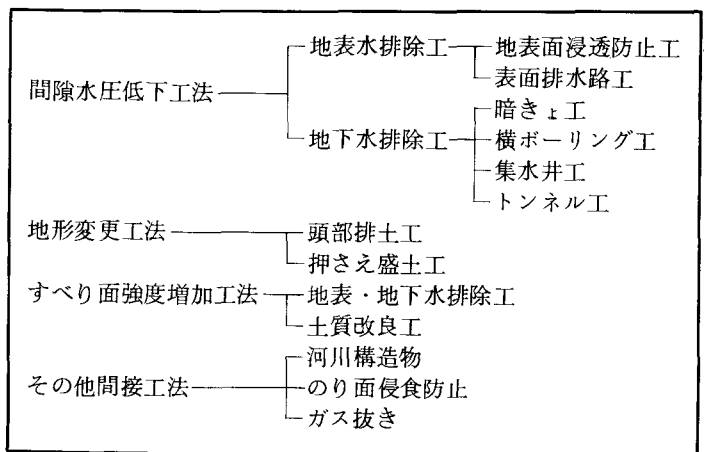 地表水排除工 地表面浸透防止工
表面排水路工
間隙水圧低下工法
暗きょ工
地下水排除工 横ボーリング工
集水井工
トンネル工
地形変更工法 頭部排土工
押さえ盛土工
すべり面強度増加工法 地表・地下水排除工
土質改良工
河川構造物
その他間接工法 のり面侵食防止
ガス抜き